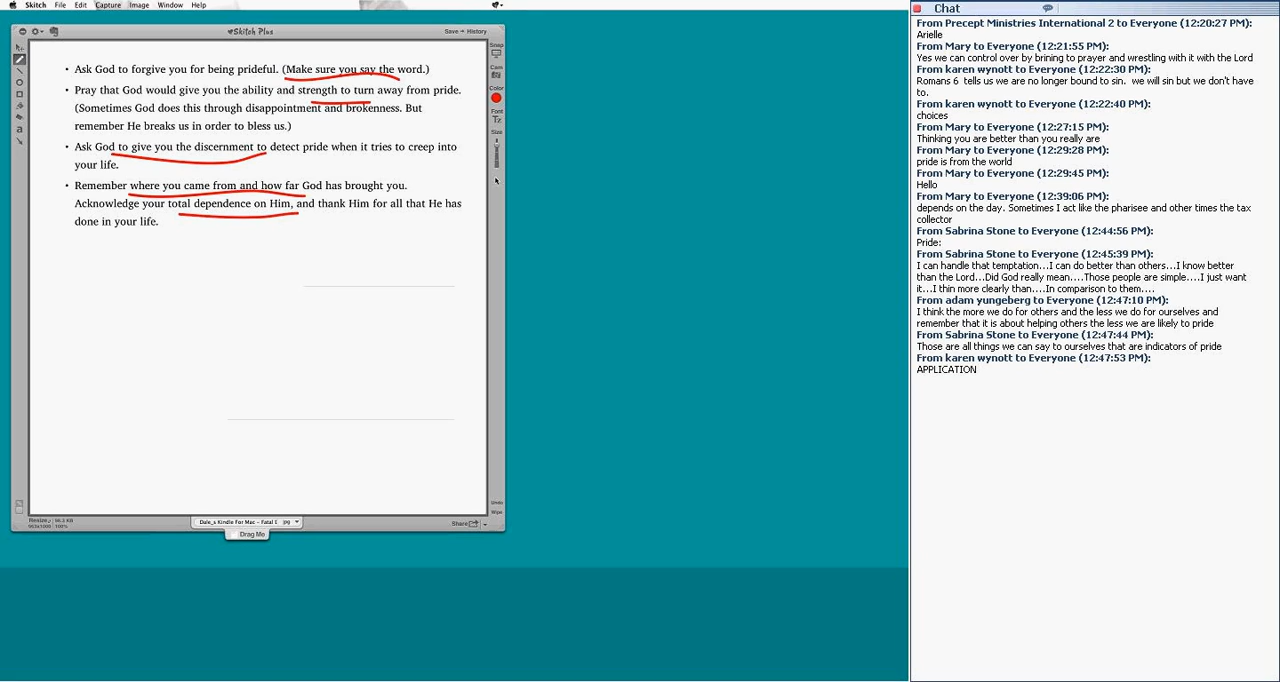 Skitch File Edit Capture Image Window Help
Skitch Plus
Save → History
Snap
Cam
Color
Font
Tz
Size
a
• Ask God to forgive you for being prideful. (Make sure you say the word.)
• Pray that God would give you the ability and strength to turn away from pride.
(Sometimes God does this through disappointment and brokenness. But
remember He breaks us in order to bless us.)
• Ask God to give you the discernment to detect pride when it tries to creep into
your life.
• Remember where you came from and how far God has brought you.
Acknowledge your total dependence on Him, and thank Him for all that He has
done in your life.
Undo
Wipe
Dale_s Kindle For Mac - Fatal .jpg
Share
Drag Me
Chat
From Precept Ministries International 2 to Everyone (12:20:27 PM):
Arielle
From Mary to Everyone (12:21:55 PM):
Yes we can control over by brining to prayer and wrestling with it with the Lord
From karen wynott to Everyone (12:22:30 PM):
Romans 6 tells us we are no longer bound to sin. we will sin but we don't have
to.
From karen wynott to Everyone (12:22:40 PM):
choices
From Mary to Everyone (12:27:15 PM):
Thinking you are better than you really are
From Mary to Everyone (12:29:28 PM):
pride is from the world
From Mary to Everyone (12:29:45 PM):
Hello
From Mary to Everyone (12:39:06 PM):
depends on the day. Sometimes I act like the pharisee and other times the tax
collector
From Sabrina Stone to Everyone (12:44:56 PM):
Pride:
From Sabrina Stone to Everyone (12:45:39 PM):
I can handle that temptation...I can do better than others...I know better
than the Lord...Did God really mean....Those people are simple....I just want
it...I thin more clearly than....In comparison to them....
From adam yungeberg to Everyone (12:47:10 PM):
I think the more we do for others and the less we do for ourselves and
remember that it is about helping others the less we are likely to pride
From Sabrina Stone to Everyone (12:47:44 PM):
Those are all things we can say to ourselves that are indicators of pride
From karen wynott to Everyone (12:47:53 PM):
APPLICATION